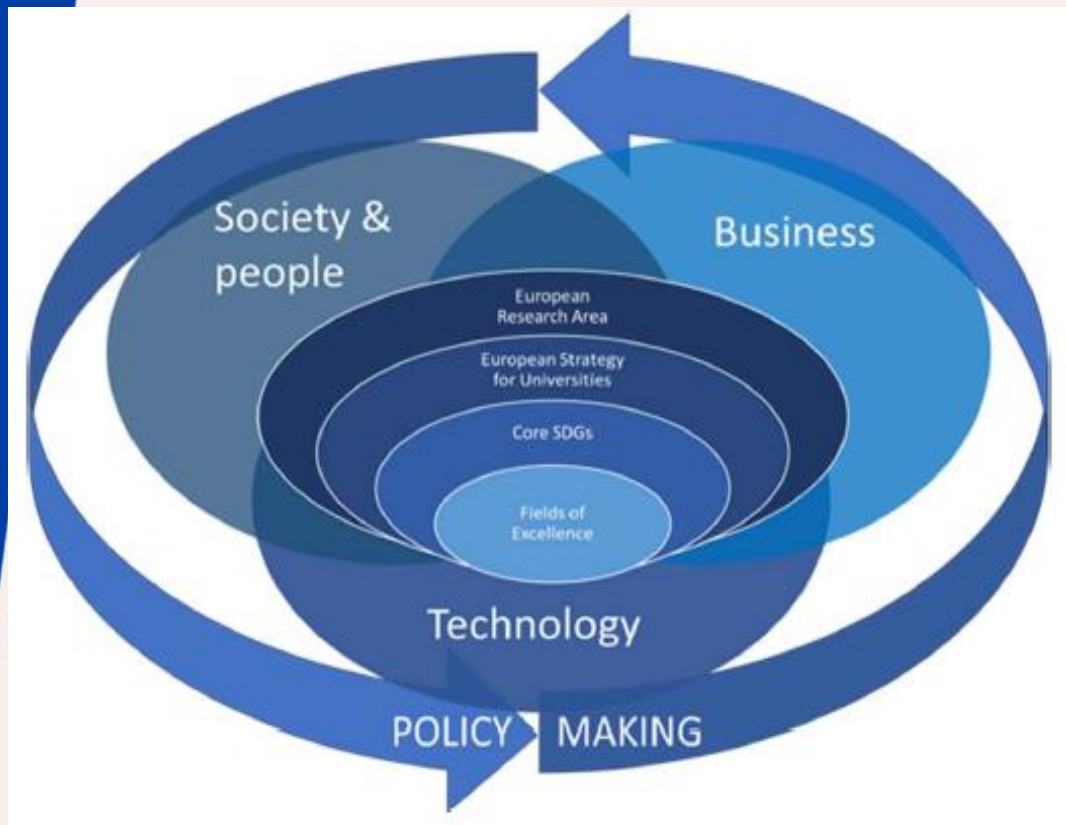 Society &
people
Business
European
Research Area
European Strategy
for Universities
Core SDGs
Fields of
Excellence
Technology
POLICY MAKING